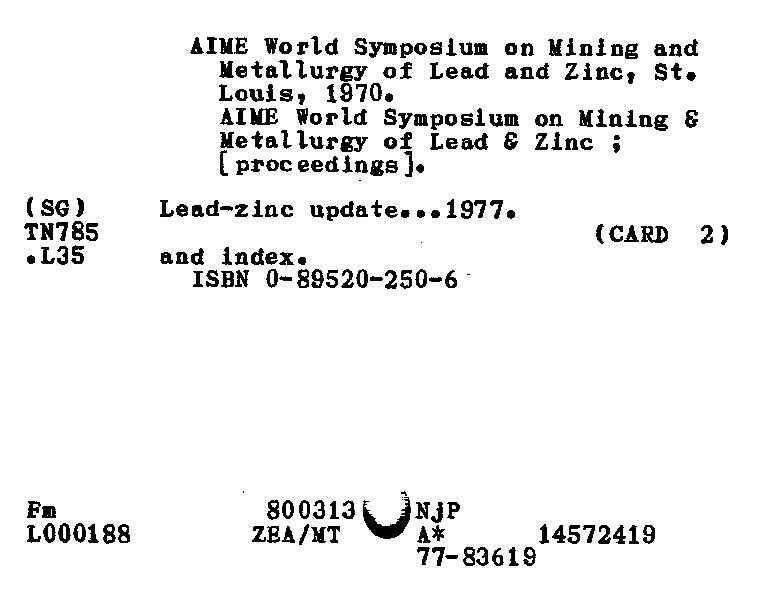 AIME World Symposium on Mining and
Metallurgy of Lead and Zinc, St.
Louis, 1970.
AIME World Symposium on Mining &
Metallurgy of Lead & Zinc ;
[proceedings].
(SG) Lead-zinc update...1977.
TN785 (CARD 2)
.L35 and index.
ISBN 0-89520-250-6
Fm 800313 NjP
L000188 ZEA/MT A* 14572419
77-83619